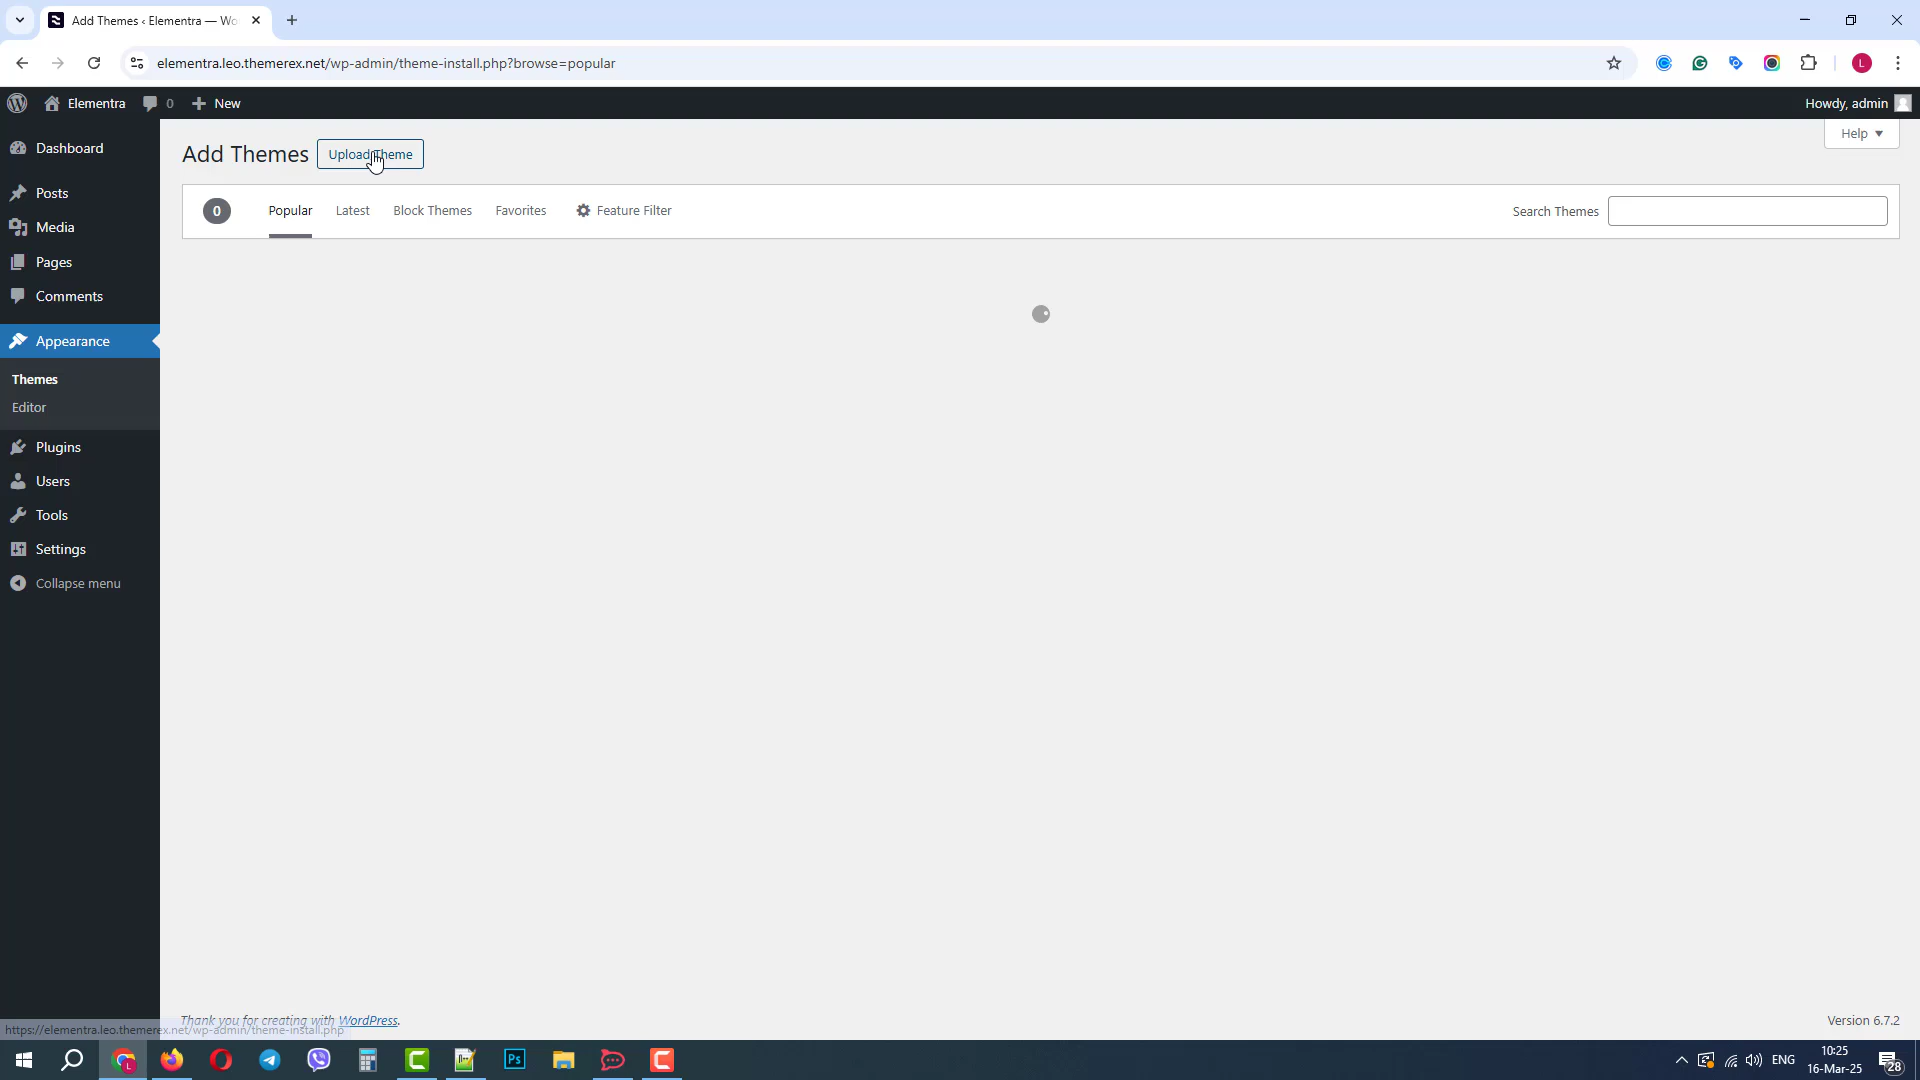 Add Themes ‹ Elementra — Wo
elementra.leo.themerex.net/wp-admin/theme-install.php?browse=popular
L
Elementra
0
New
Howdy, admin
Help
Dashboard
Posts
Media
Pages
Comments
Appearance
Themes
Editor
Plugins
Users
Tools
Settings
Collapse menu
Add Themes
Upload Theme
0
Popular
Latest
Block Themes
Favorites
Feature Filter
Search Themes
Thank you for creating with WordPress.
Version 6.7.2
https://elementra.leo.themerex.net/wp-admin/theme-install.php
L
Ps
ENG
10:25
16-Mar-25
28